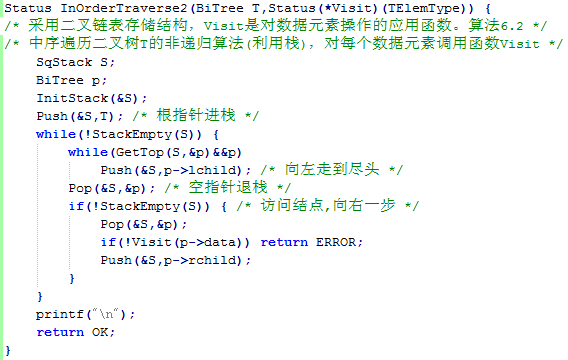 Status InOrderTraverse2(BiTree T,Status(*Visit)(TElemType)) {
/* 采用二叉链表存储结构，Visit是对数据元素操作的应用函数。算法6.2 */
/* 中序遍历二叉树T的非递归算法(利用栈)，对每个数据元素调用函数Visit */
    SqStack S;
    BiTree p;
    InitStack(&S);
    Push(&S,T); /* 根指针进栈 */
    while(!StackEmpty(S)) {
        while(GetTop(S,&p)&&p)
            Push(&S,p->lchild); /* 向左走到尽头 */
        Pop(&S,&p); /* 空指针退栈 */
        if(!StackEmpty(S)) { /* 访问结点,向右一步 */
            Pop(&S,&p);
            if(!Visit(p->data)) return ERROR;
            Push(&S,p->rchild);
        }
    }
    printf("\n");
    return OK;
}